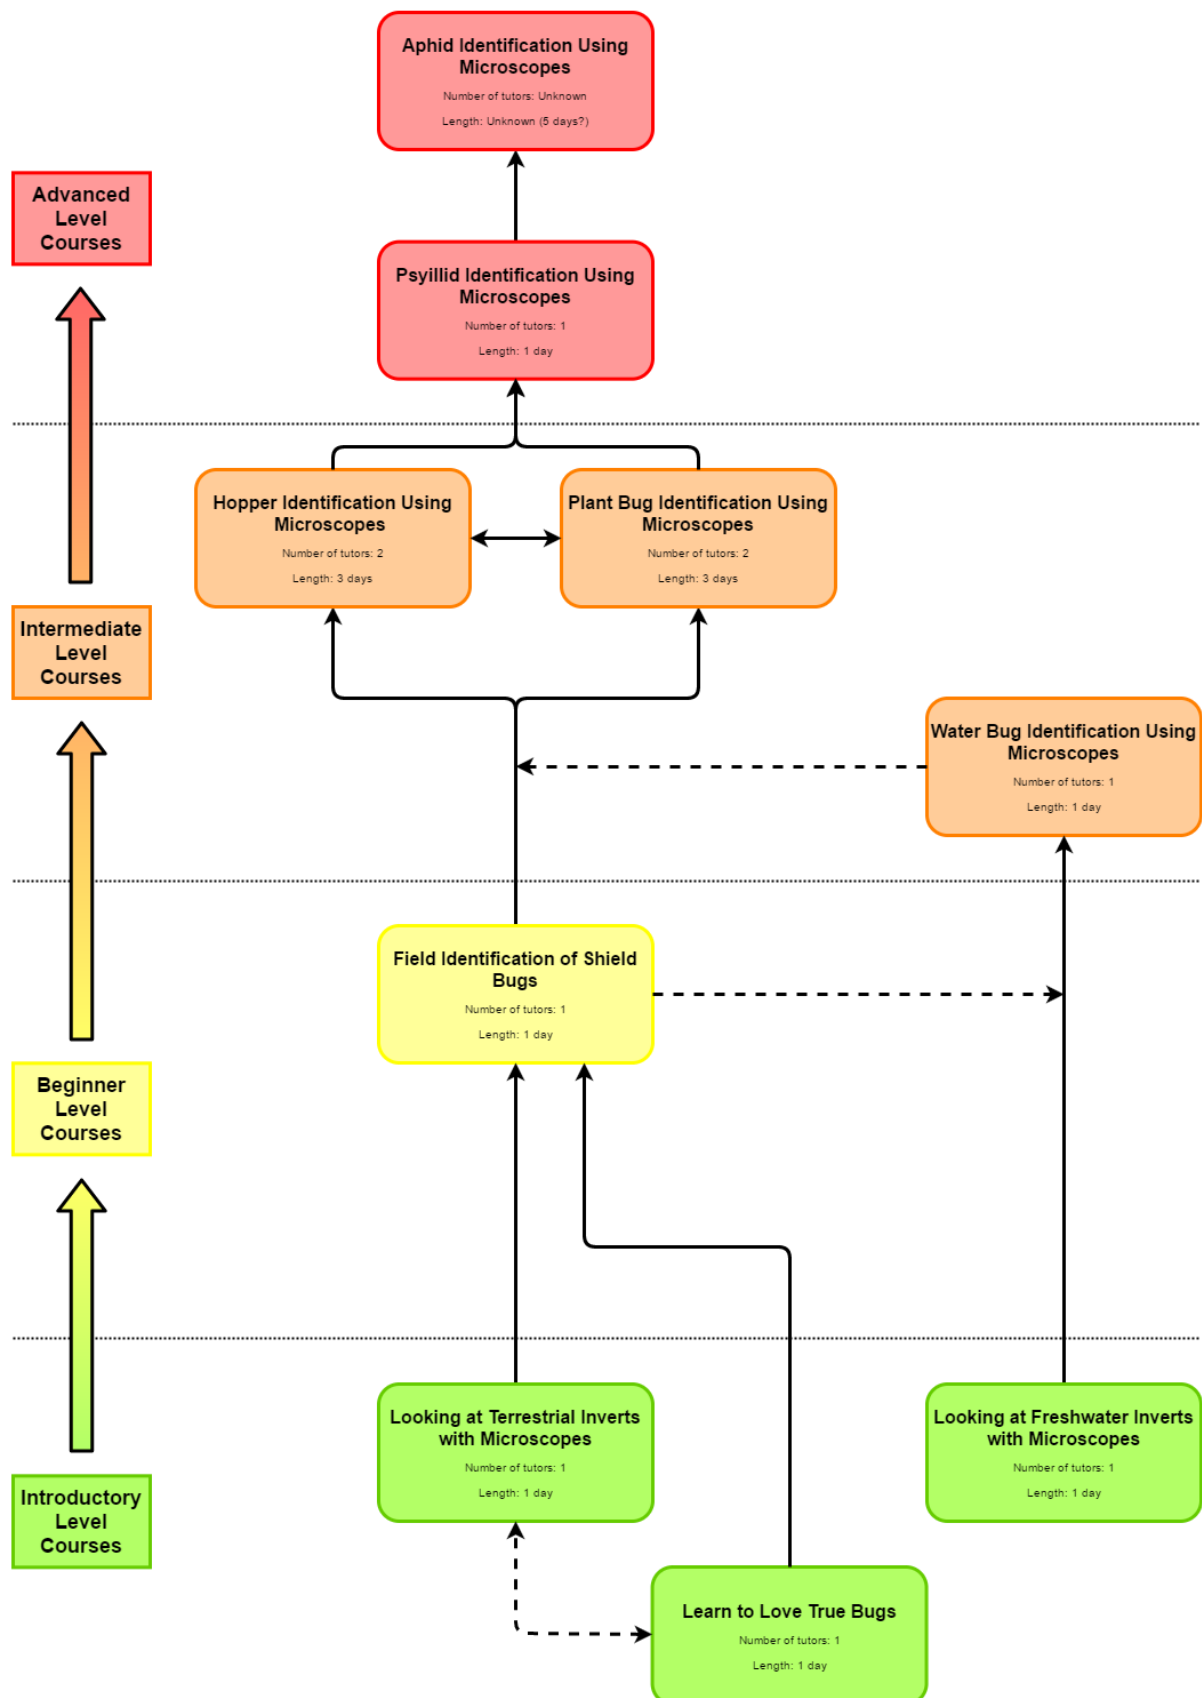 Aphid Identification Using
Microscopes
Number of tutors: Unknown
Length: Unknown (5 days?)
Advanced
Level
Courses
Psyillid Identification Using
Microscopes
Number of tutors: 1
Length: 1 day
Hopper Identification Using
Microscopes
Number of tutors: 2
Length: 3 days
Plant Bug Identification Using
Microscopes
Number of tutors: 2
Length: 3 days
Intermediate
Level
Courses
Water Bug Identification Using
Microscopes
Number of tutors: 1
Length: 1 day
Field Identification of Shield
Bugs
Number of tutors: 1
Length: 1 day
Beginner
Level
Courses
Looking at Terrestrial Inverts
with Microscopes
Number of tutors: 1
Length: 1 day
Looking at Freshwater Inverts
with Microscopes
Number of tutors: 1
Length: 1 day
Introductory
Level
Courses
Learn to Love True Bugs
Number of tutors: 1
Length: 1 day